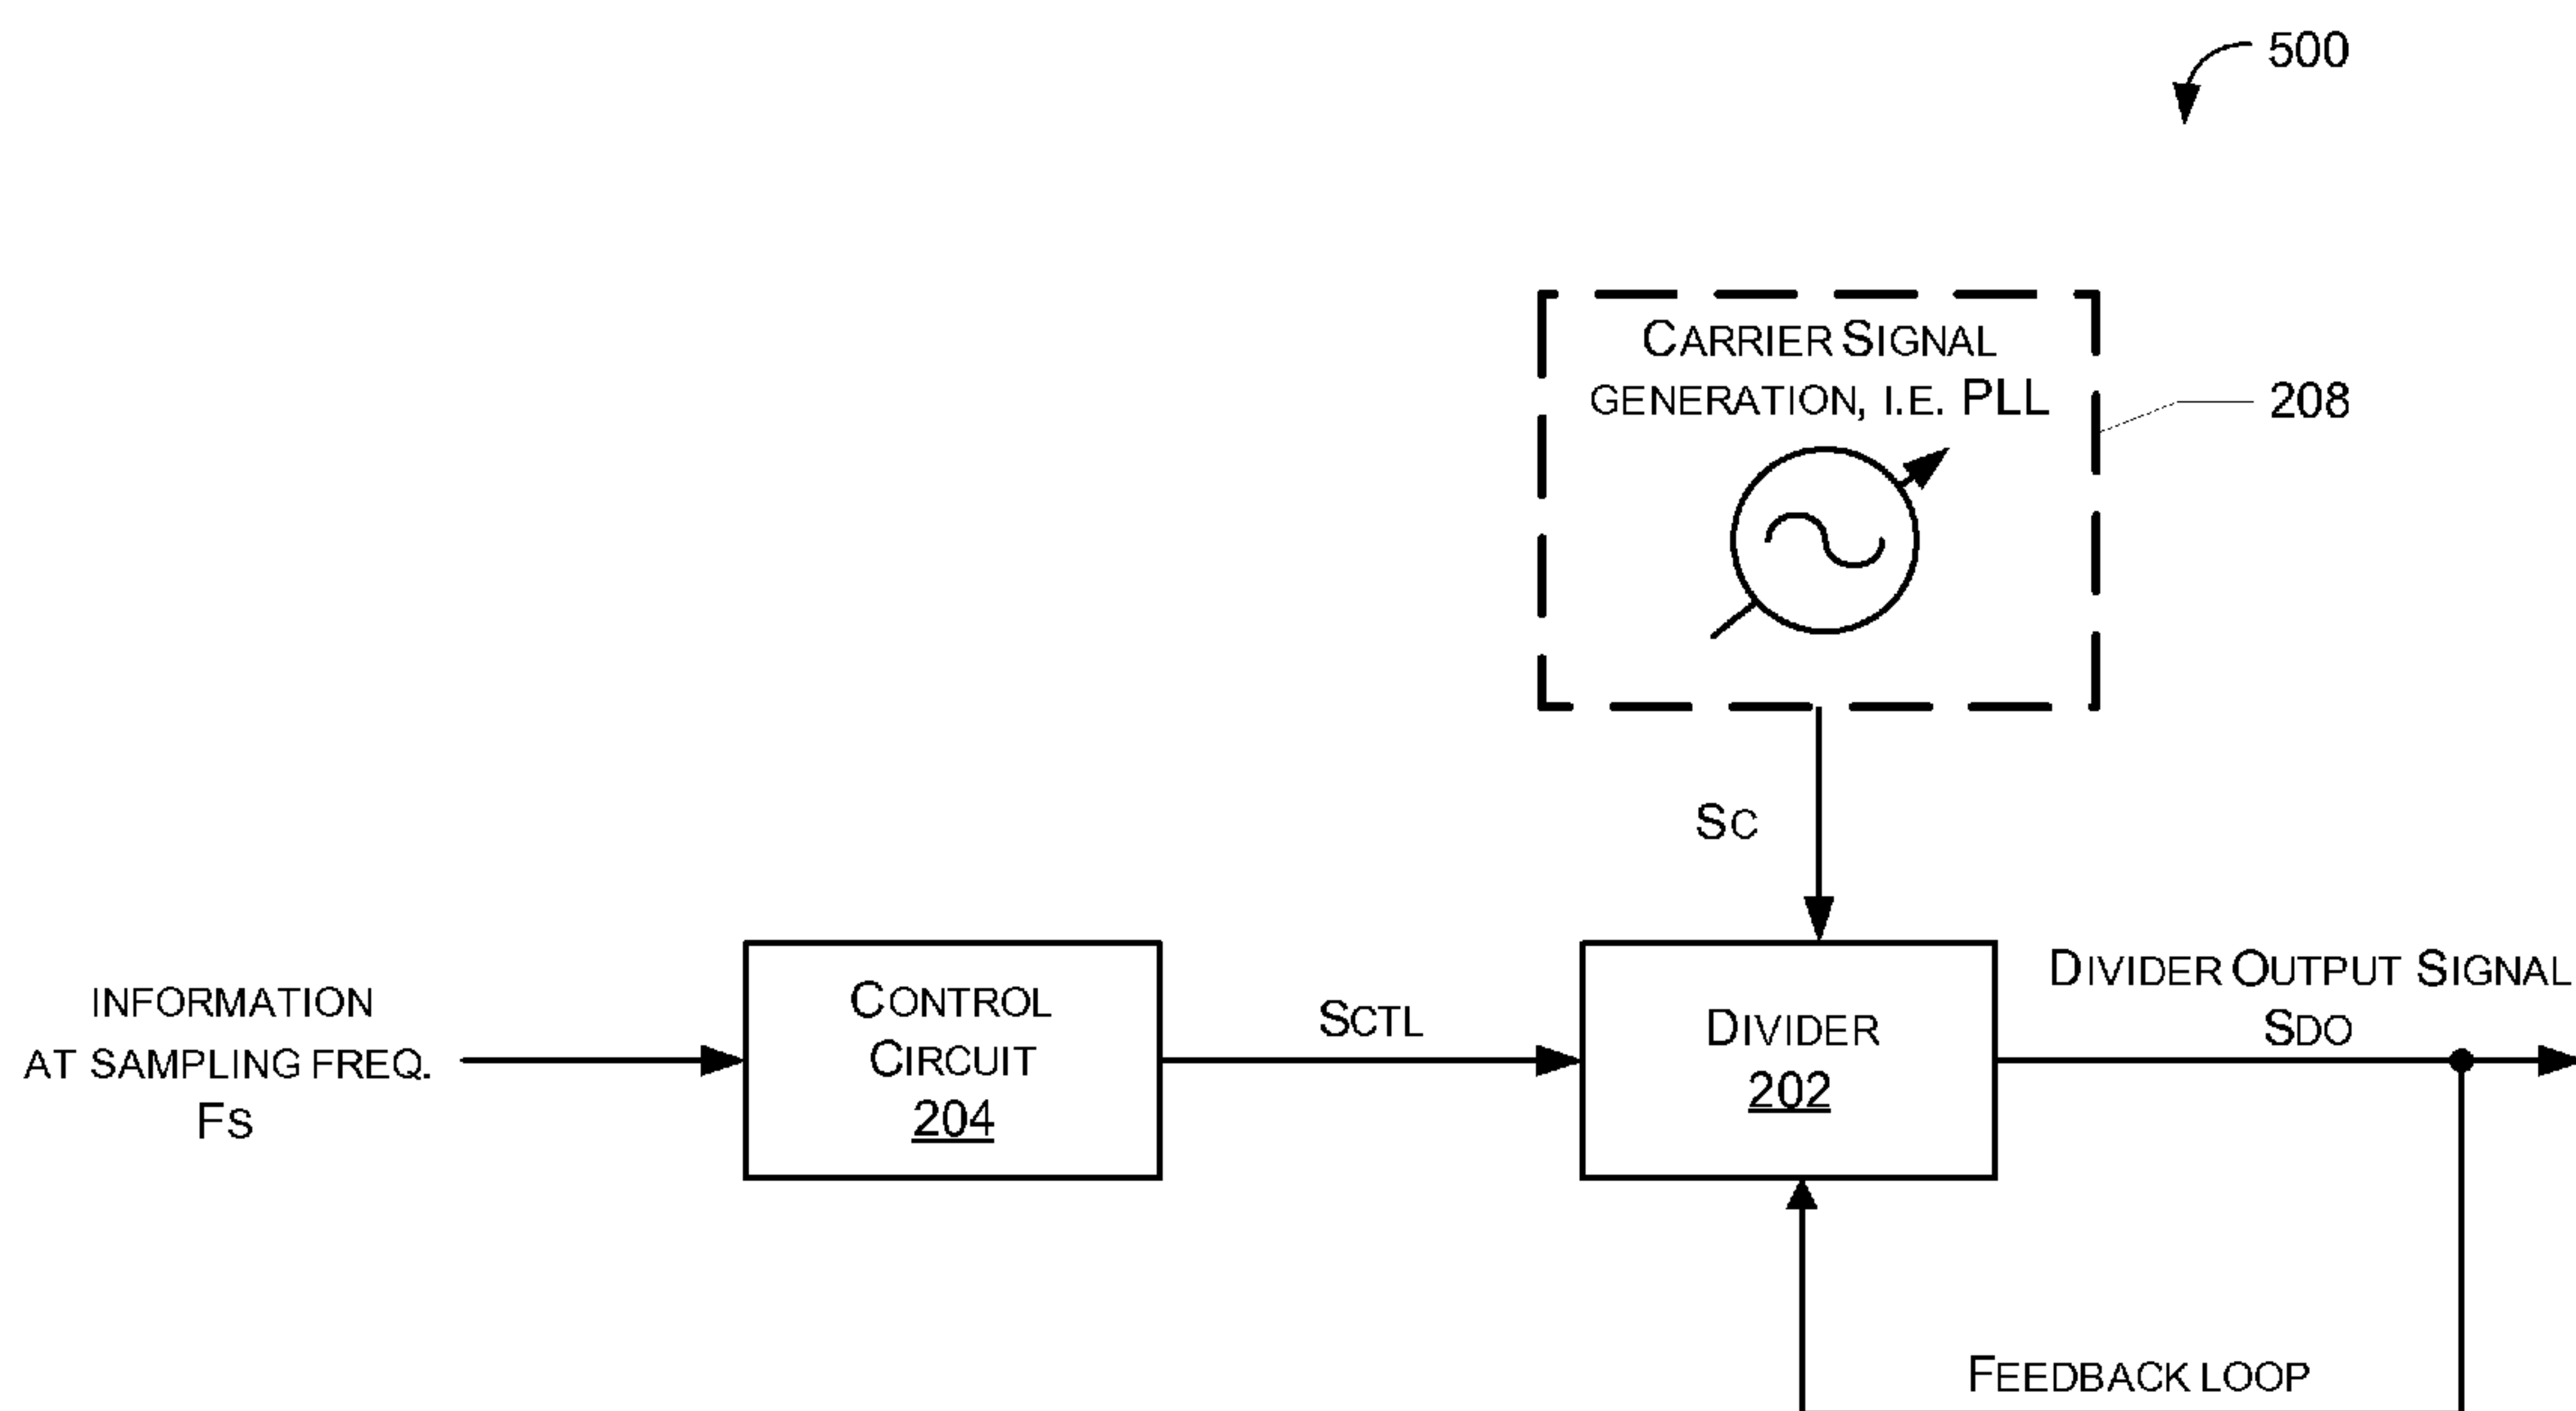 500
CARRIER SIGNAL
GENERATION, I.E. PLL
208
SC
INFORMATION
AT SAMPLING FREQ.
FS
CONTROL
CIRCUIT
204
SCTL
DIVIDER
202
DIVIDER OUTPUT SIGNAL
SDO
FEEDBACK LOOP